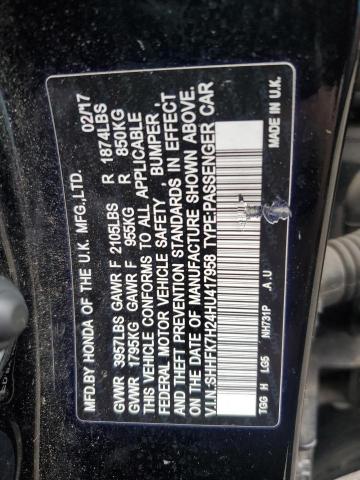 MFD.BY HONDA OF THE U.K. MFG.,LTD. 02/17
GVWR 3957LBS GAWR F 2105LBS R 1874LBS
GVWR 1795KG GAWR F 955KG R 850KG
THIS VEHICLE CONFORMS TO ALL APPLICABLE
FEDERAL MOTOR VEHICLE SAFETY , BUMPER ,
AND THEFT PREVENTION STANDARDS IN EFFECT
ON THE DATE OF MANUFACTURE SHOWN ABOVE.
V.I.N.:SHHFK7H24HU417958 TYPE:PASSENGER CAR
TGG H LG5 NH731P .A.U MADE IN U.K.